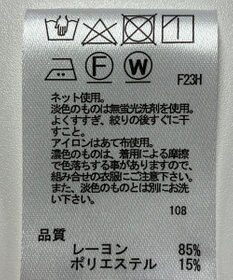 F W
F23H
ネット使用。
淡色のものは無蛍光洗剤を使用。
よくすすぎ、絞りの後すぐに干
すこと。
アイロンはあて布使用。
濃色のものは、着用による摩擦
で色落ちする事がありますので、
組み合せの衣服にご注意下さい。
また、淡色のものとは別にお洗
い下さい。
108
品質
レーヨン 85%
ポリエステル 15%